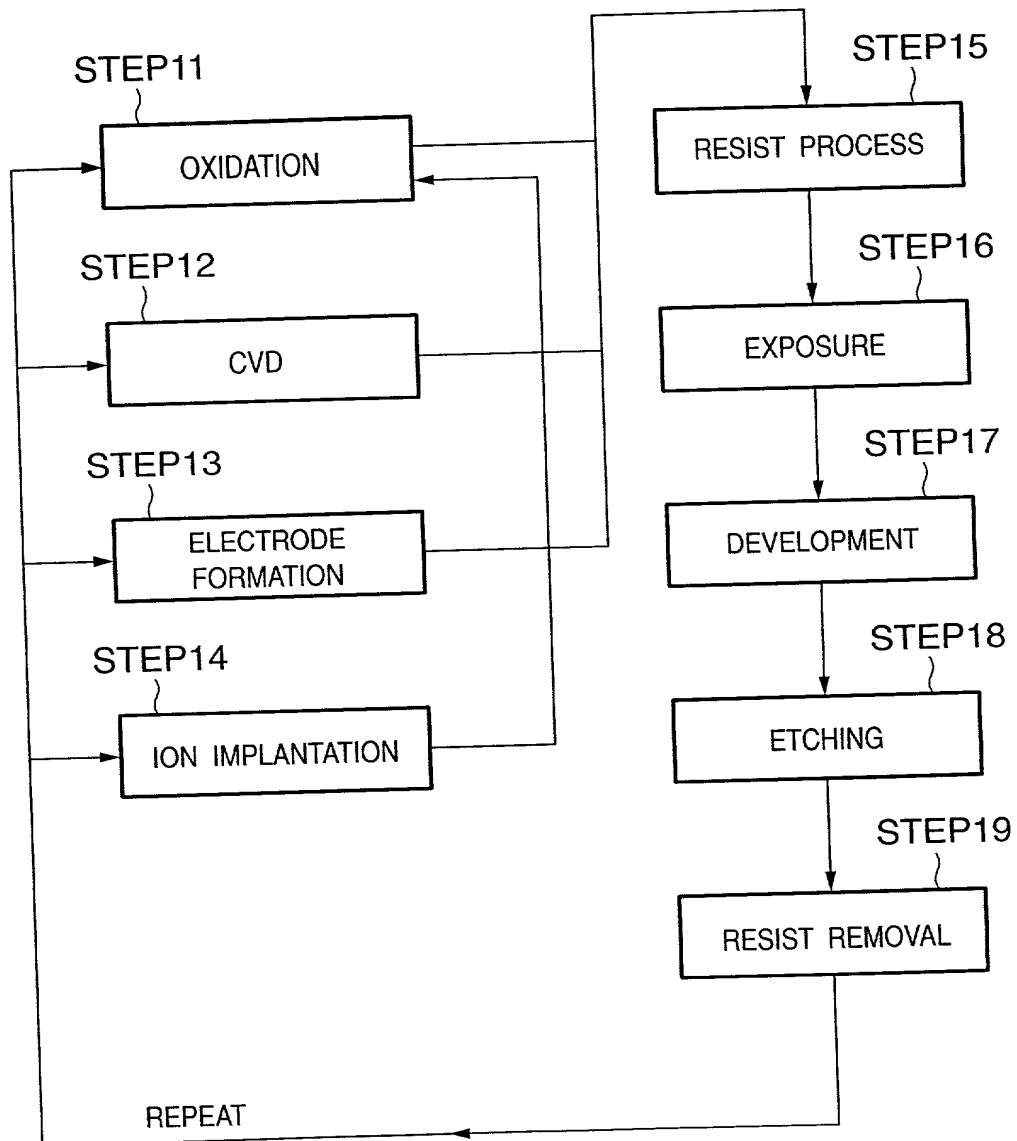 STEP11
OXIDATION
STEP12
CVD
STEP13
ELECTRODE
FORMATION
STEP14
ION IMPLANTATION
STEP15
RESIST PROCESS
STEP16
EXPOSURE
STEP17
DEVELOPMENT
STEP18
ETCHING
STEP19
RESIST REMOVAL
REPEAT